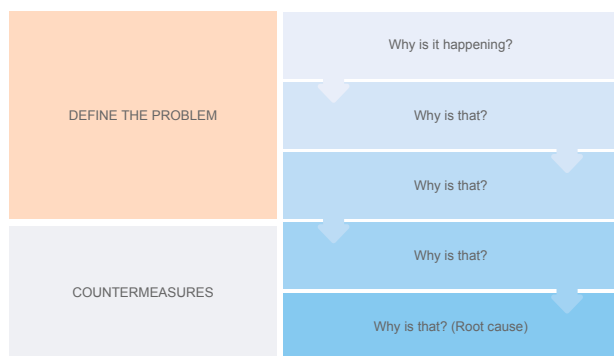 DEFINE THE PROBLEM
COUNTERMEASURES
Why is it happening?
Why is that?
Why is that?
Why is that?
Why is that? (Root cause)